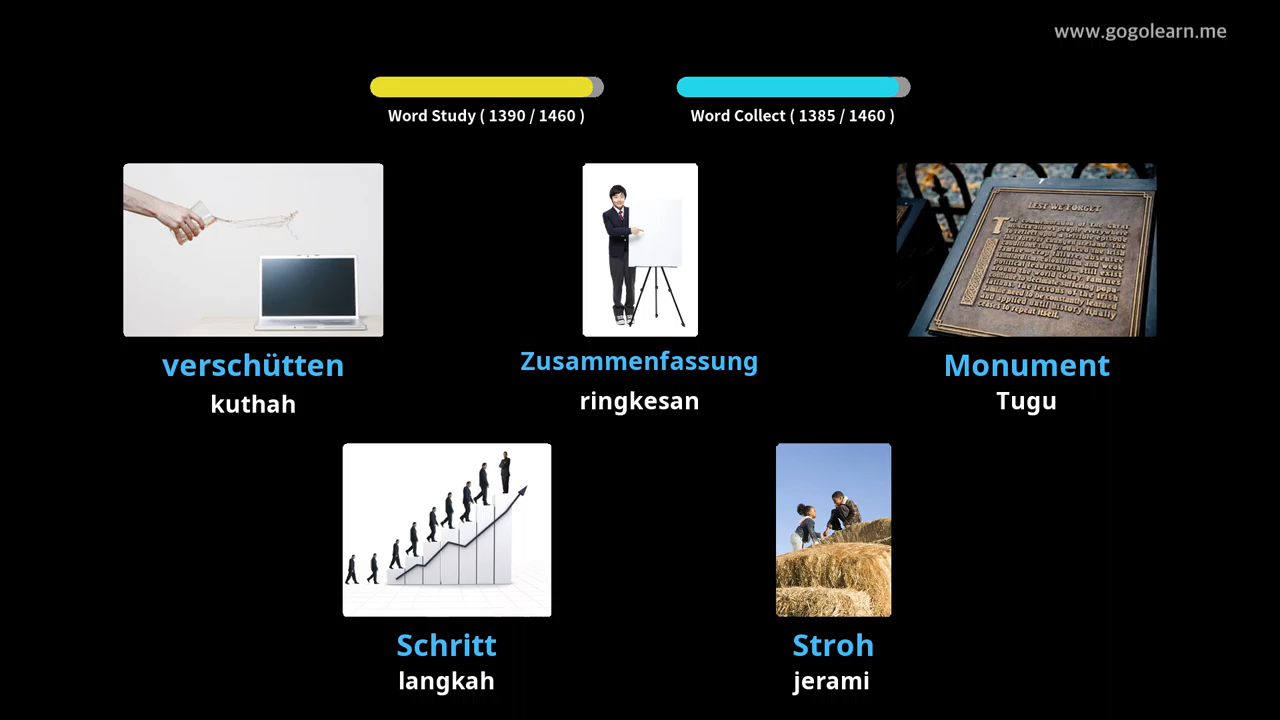 www.gogolearn.me
Word Study ( 1390 / 1460 )
Word Collect ( 1385 / 1460 )
LEST WE FORGET
verschütten
kuthah
Zusammenfassung
ringkesan
Monument
Tugu
Schritt
langkah
Stroh
jerami